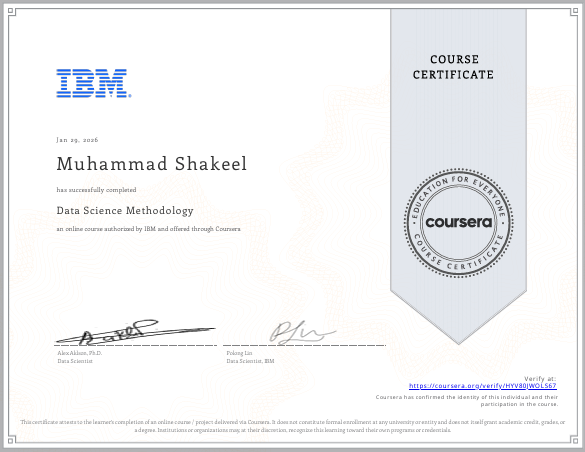 COURSE
CERTIFICATE
IBM
Jan 29, 2026
Muhammad Shakeel
has successfully completed
Data Science Methodology
an online course authorized by IBM and offered through Coursera
EDUCATION FOR EVERYONE
coursera
COURSE CERTIFICATE
Alex Aklson, Ph.D.
Data Scientist
Polong Lin
Data Scientist, IBM
Verify at:
https://coursera.org/verify/HYV80JWOLS67
Coursera has confirmed the identity of this individual and their
participation in the course.
This certificate attests to the learner's completion of an online course / project delivered via Coursera. It does not constitute formal enrollment at any university or entity and does not itself grant academic credit, grades, or
a degree. Institutions or organizations may, at their discretion, recognize this learning toward their own programs or credentials.